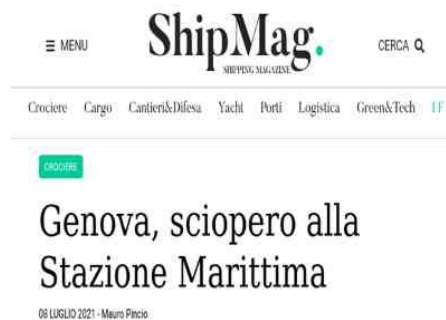 ≡ MENU
ShipMag.
SHIPPING MAGAZINE
CERCA
Crociere Cargo Cantieri&Difesa Yacht Porti Logistica Green&Tech I F
CROCIERE
Genova, sciopero alla
Stazione Marittima
08 LUGLIO 2021 - Mauro Pincio